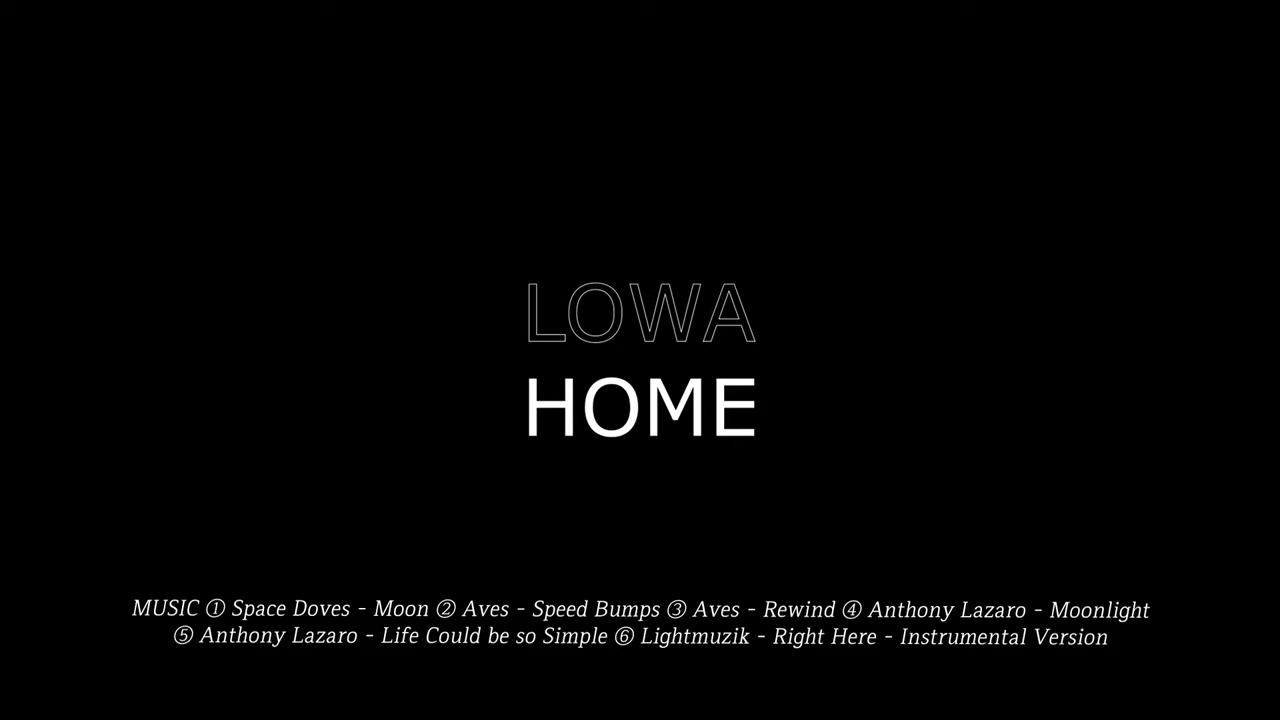 LOWA
HOME
MUSIC ① Space Doves - Moon ② Aves - Speed Bumps ③ Aves - Rewind ④ Anthony Lazaro - Moonlight
⑤ Anthony Lazaro - Life Could be so Simple ⑥ Lightmuzik - Right Here - Instrumental Version